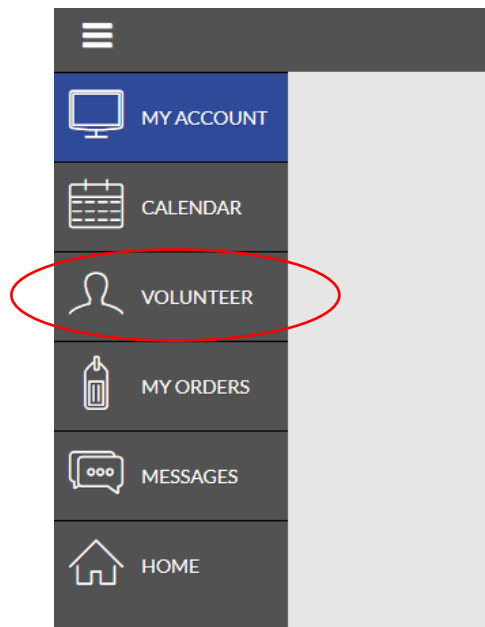 MY ACCOUNT
CALENDAR
VOLUNTEER
MY ORDERS
MESSAGES
HOME